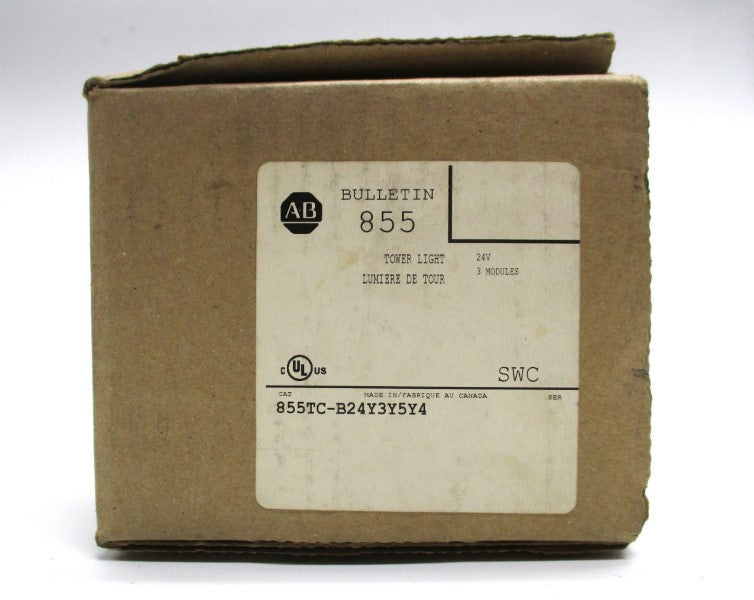 AB
BULLETIN
855
TOWER LIGHT
LUMIERE DE TOUR
24V
3 MODULES
C UL US
SWC
CAT MADE IN/FABRIQUE AU CANADA SER
855TC-B24Y3Y5Y4